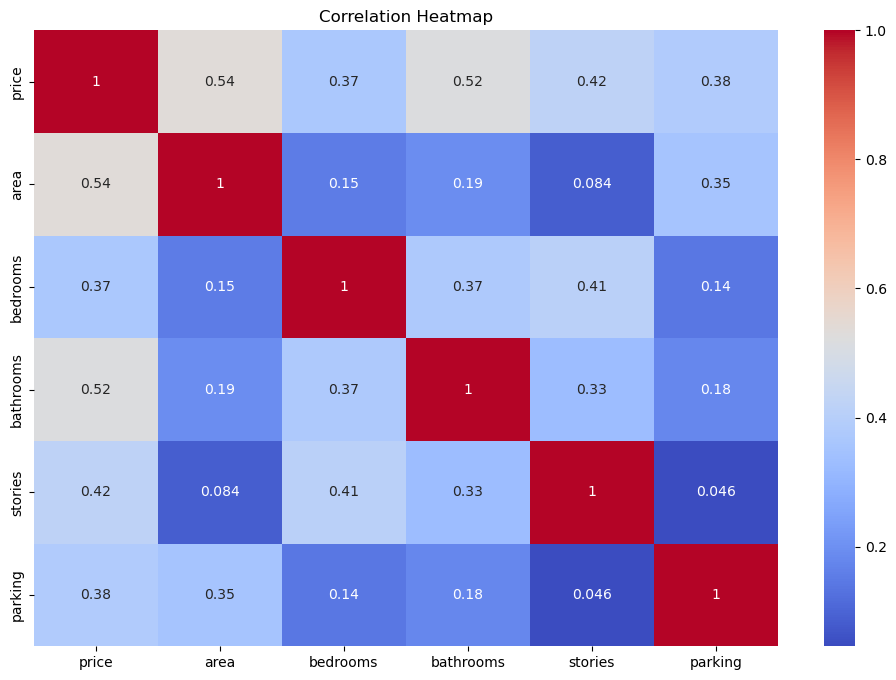 Correlation Heatmap
price 1 0.54 0.37 0.52 0.42 0.38
area 0.54 1 0.15 0.19 0.084 0.35
bedrooms 0.37 0.15 1 0.37 0.41 0.14
bathrooms 0.52 0.19 0.37 1 0.33 0.18
stories 0.42 0.084 0.41 0.33 1 0.046
parking 0.38 0.35 0.14 0.18 0.046 1
price area bedrooms bathrooms stories parking
1.0
0.8
0.6
0.4
0.2